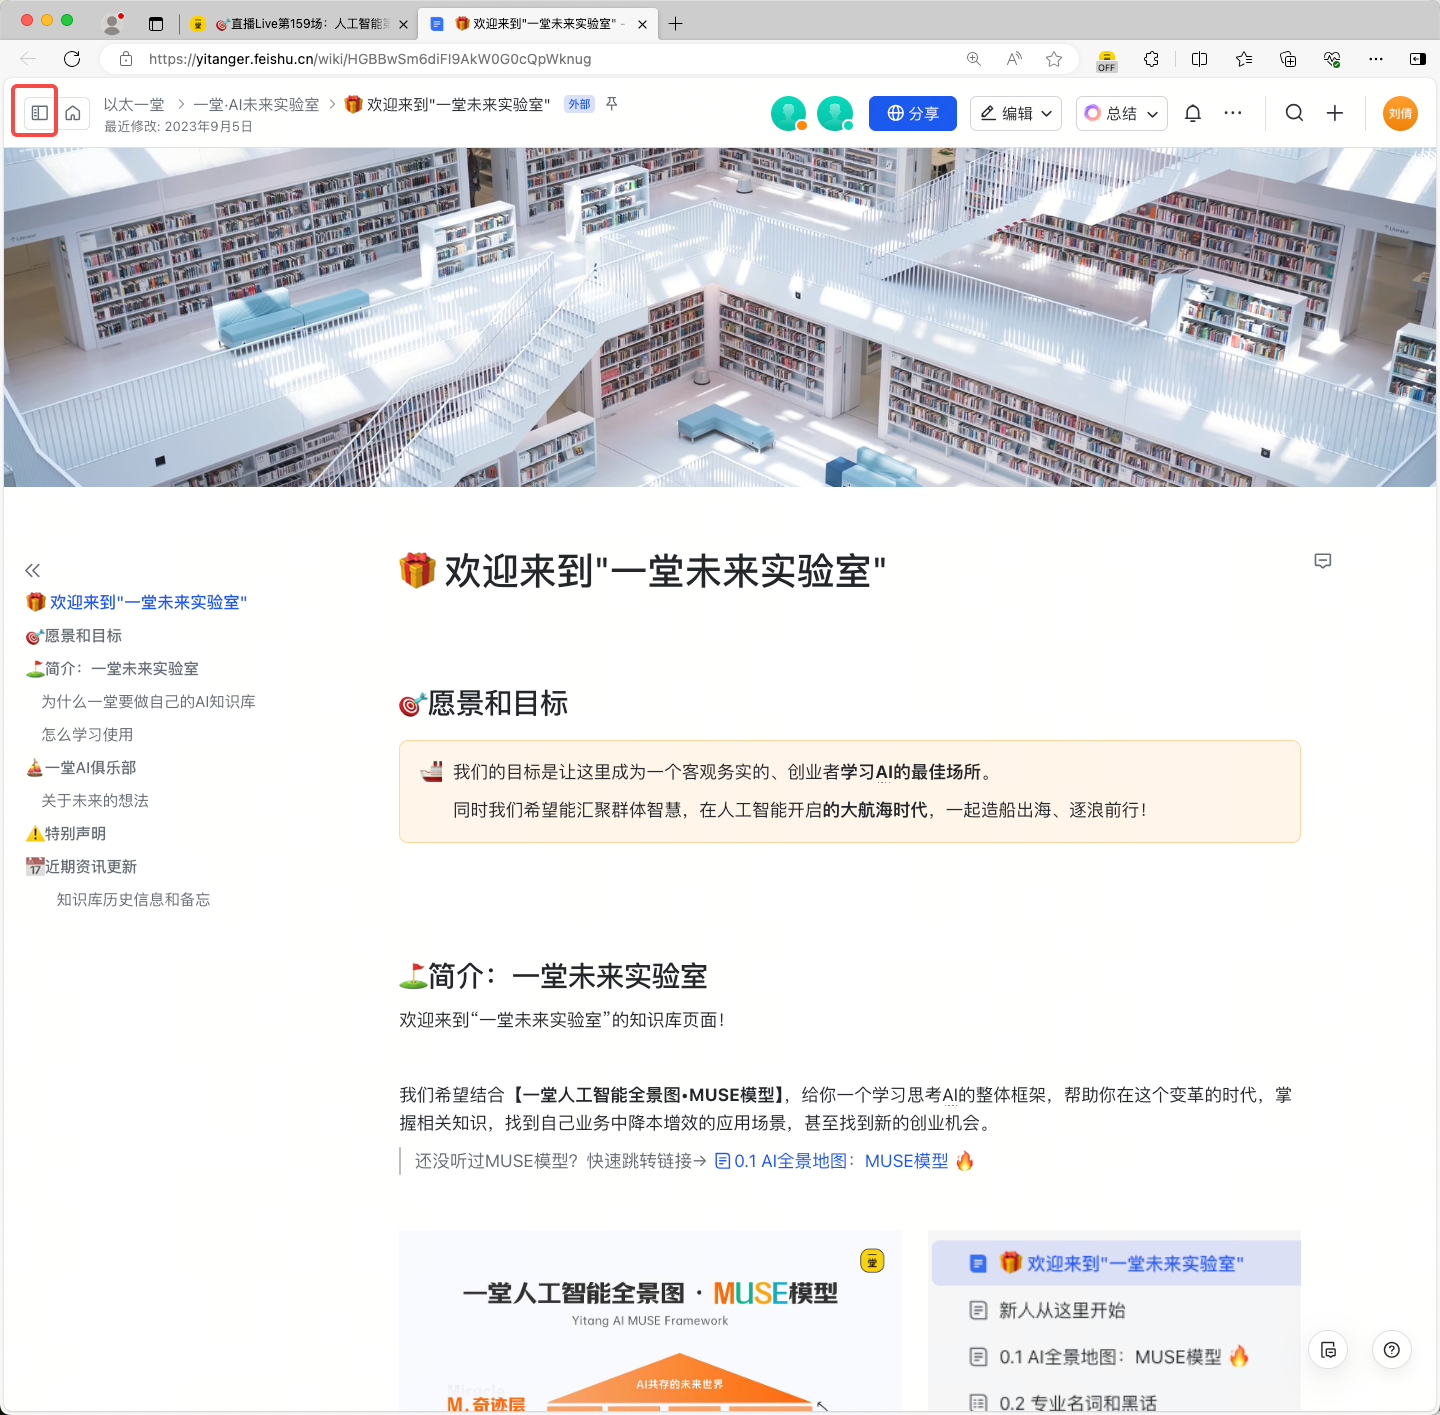 🎯直播Live第159场：人工智能
🎁 欢迎来到"一堂未来实验室" -
https://yitanger.feishu.cn/wiki/HGBBwSm6diFI9AkW0G0cQpWknug
OFF
以太一堂 > 一堂·AI未来实验室 > 🎁 欢迎来到"一堂未来实验室" 外部
最近修改: 2023年9月5日
分享
编辑
总结
刘倩
🎁 欢迎来到"一堂未来实验室"
🎯愿景和目标
⛳简介：一堂未来实验室
为什么一堂要做自己的AI知识库
怎么学习使用
⛵一堂AI俱乐部
关于未来的想法
⚠️特别声明
📅近期资讯更新
知识库历史信息和备忘
🎁 欢迎来到"一堂未来实验室"
🎯愿景和目标
我们的目标是让这里成为一个客观务实的、创业者学习AI的最佳场所。
同时我们希望能汇聚群体智慧，在人工智能开启的大航海时代，一起造船出海、逐浪前行！
⛳简介：一堂未来实验室
欢迎来到“一堂未来实验室”的知识库页面！
我们希望结合【一堂人工智能全景图•MUSE模型】，给你一个学习思考AI的整体框架，帮助你在这个变革的时代，掌
握相关知识，找到自己业务中降本增效的应用场景，甚至找到新的创业机会。
还没听过MUSE模型？快速跳转链接→ 0.1 AI全景地图：MUSE模型 🔥
一堂
一堂人工智能全景图 · MUSE模型
Yitang AI MUSE Framework
AI共存的未来世界
Miracle
M. 奇迹层
🎁 欢迎来到"一堂未来实验室"
新人从这里开始
0.1 AI全景地图：MUSE模型 🔥
0.2 专业名词和黑话